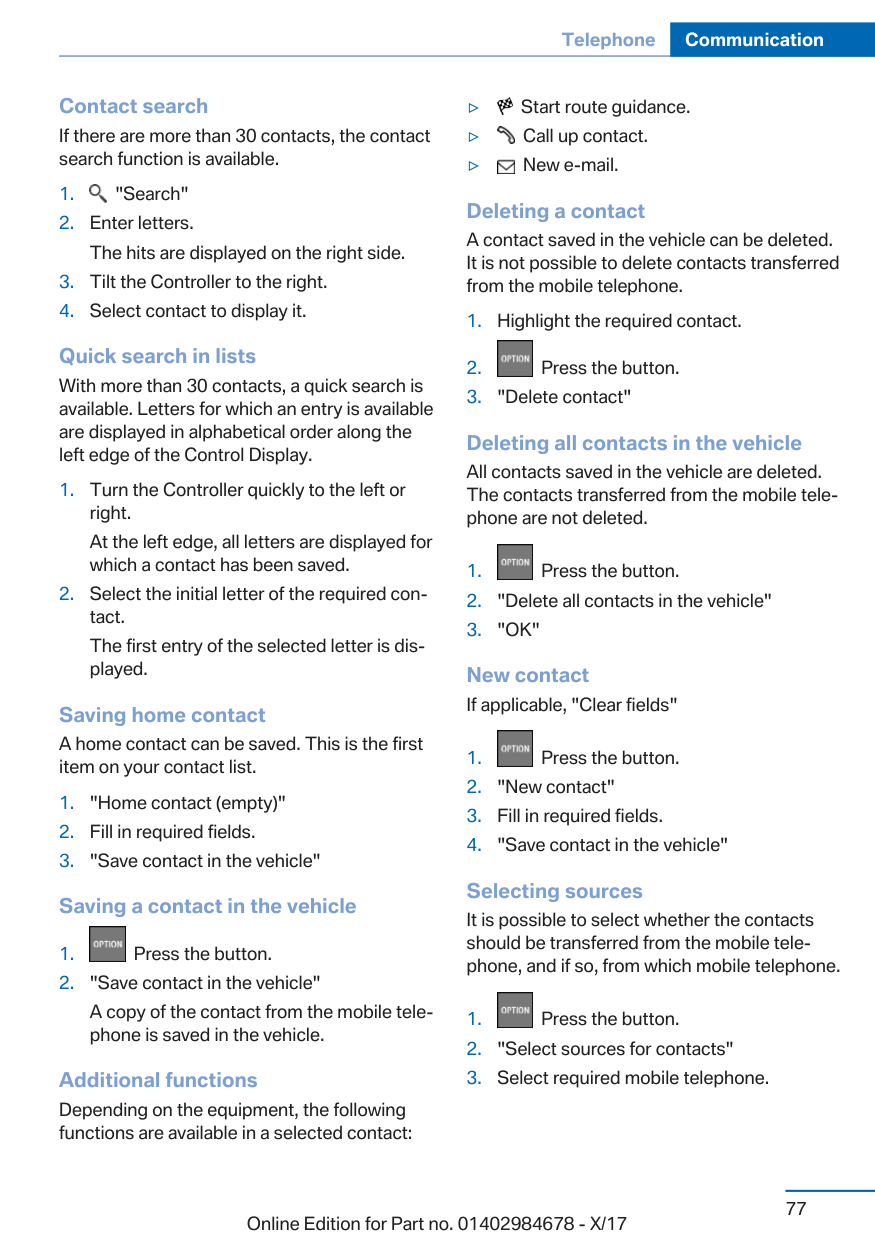 Telephone Communication
Contact search
If there are more than 30 contacts, the contact
search function is available.
1. "Search"
2. Enter letters.
The hits are displayed on the right side.
3. Tilt the Controller to the right.
4. Select contact to display it.
Quick search in lists
With more than 30 contacts, a quick search is
available. Letters for which an entry is available
are displayed in alphabetical order along the
left edge of the Control Display.
1. Turn the Controller quickly to the left or
right.
At the left edge, all letters are displayed for
which a contact has been saved.
2. Select the initial letter of the required con-
tact.
The first entry of the selected letter is dis-
played.
Saving home contact
A home contact can be saved. This is the first
item on your contact list.
1. "Home contact (empty)"
2. Fill in required fields.
3. "Save contact in the vehicle"
Saving a contact in the vehicle
1. OPTION Press the button.
2. "Save contact in the vehicle"
A copy of the contact from the mobile tele-
phone is saved in the vehicle.
Additional functions
Depending on the equipment, the following
functions are available in a selected contact:
▷ Start route guidance.
▷ Call up contact.
▷ New e-mail.
Deleting a contact
A contact saved in the vehicle can be deleted.
It is not possible to delete contacts transferred
from the mobile telephone.
1. Highlight the required contact.
2. OPTION Press the button.
3. "Delete contact"
Deleting all contacts in the vehicle
All contacts saved in the vehicle are deleted.
The contacts transferred from the mobile tele-
phone are not deleted.
1. OPTION Press the button.
2. "Delete all contacts in the vehicle"
3. "OK"
New contact
If applicable, "Clear fields"
1. OPTION Press the button.
2. "New contact"
3. Fill in required fields.
4. "Save contact in the vehicle"
Selecting sources
It is possible to select whether the contacts
should be transferred from the mobile tele-
phone, and if so, from which mobile telephone.
1. OPTION Press the button.
2. "Select sources for contacts"
3. Select required mobile telephone.
77
Online Edition for Part no. 01402984678 - X/17